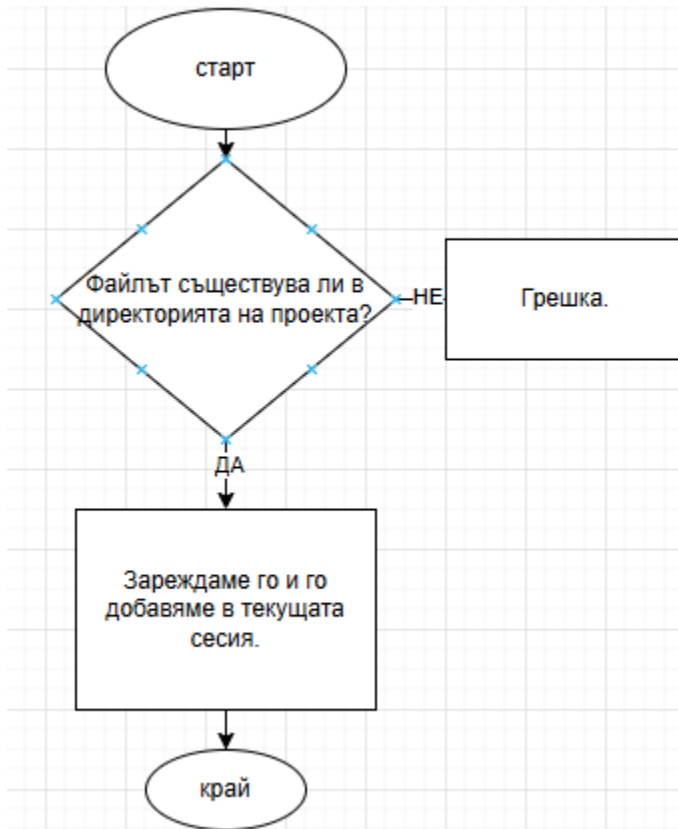 старт
Файлът съществува ли в
директорията на проекта?
НЕ
Грешка.
ДА
Зареждаме го и го
добавяме в текущата
сесия.
край